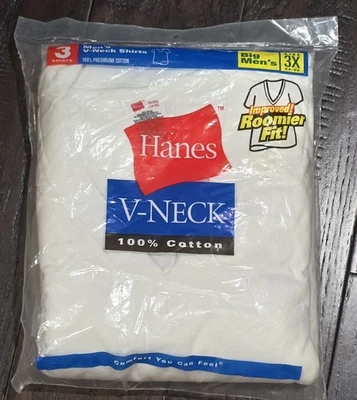 3
SHIRTS
Men's
V-Neck Shirts
100% PRESHRUNK COTTON
Big
Men's
3X
Improved!
Roomier
Fit!
Hanes
V-NECK
100% Cotton
Comfort You Can Feel®